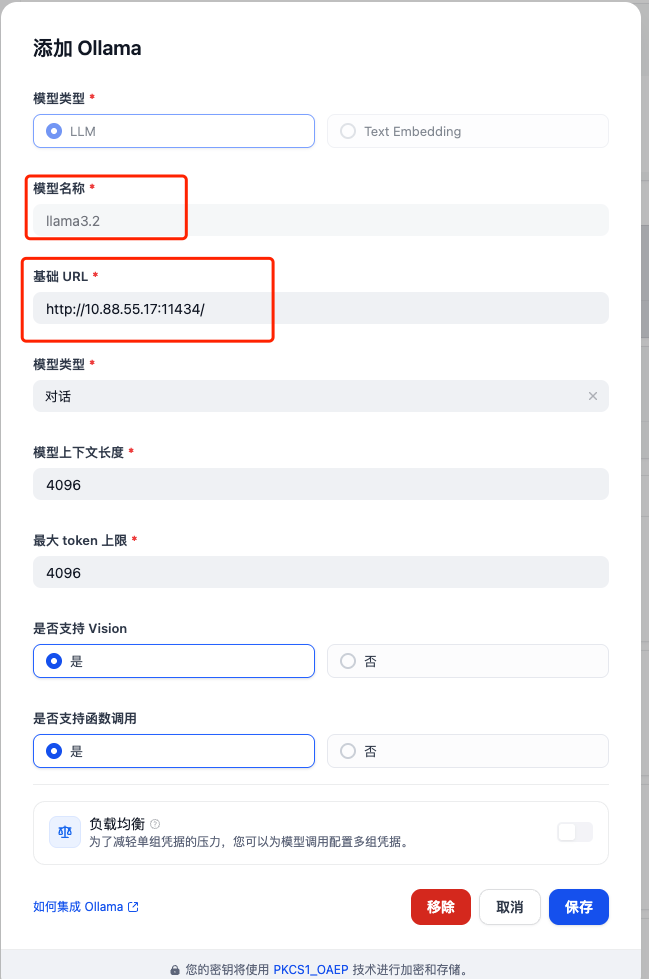 添加 Ollama
模型类型 *
LLM
Text Embedding
模型名称 *
llama3.2
基础 URL *
http://10.88.55.17:11434/
模型类型 *
对话
模型上下文长度 *
4096
最大 token 上限 *
4096
是否支持 Vision
是
否
是否支持函数调用
是
否
负载均衡
为了减轻单组凭据的压力，您可以为模型调用配置多组凭据。
如何集成 Ollama
移除
取消
保存
您的密钥将使用 PKCS1_OAEP 技术进行加密和存储。